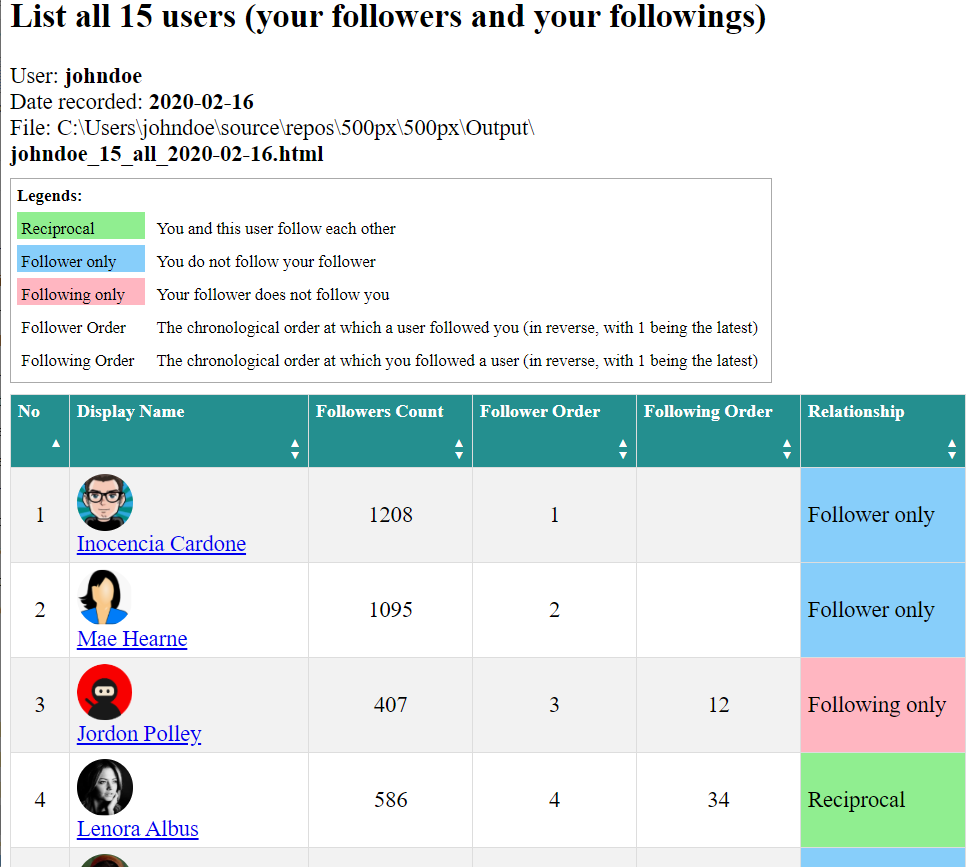 List all 15 users (your followers and your followings)
User: johndoe
Date recorded: 2020-02-16
File: C:\Users\johndoe\source\repos\500px\500px\Output\
johndoe_15_all_2020-02-16.html
Legends:
Reciprocal You and this user follow each other
Follower only You do not follow your follower
Following only Your follower does not follow you
Follower Order The chronological order at which a user followed you (in reverse, with 1 being the latest)
Following Order The chronological order at which you followed a user (in reverse, with 1 being the latest)
No Display Name Followers Count Follower Order Following Order Relationship
1 Inocencia Cardone 1208 1 Follower only
2 Mae Hearne 1095 2 Follower only
3 Jordon Polley 407 3 12 Following only
4 Lenora Albus 586 4 34 Reciprocal